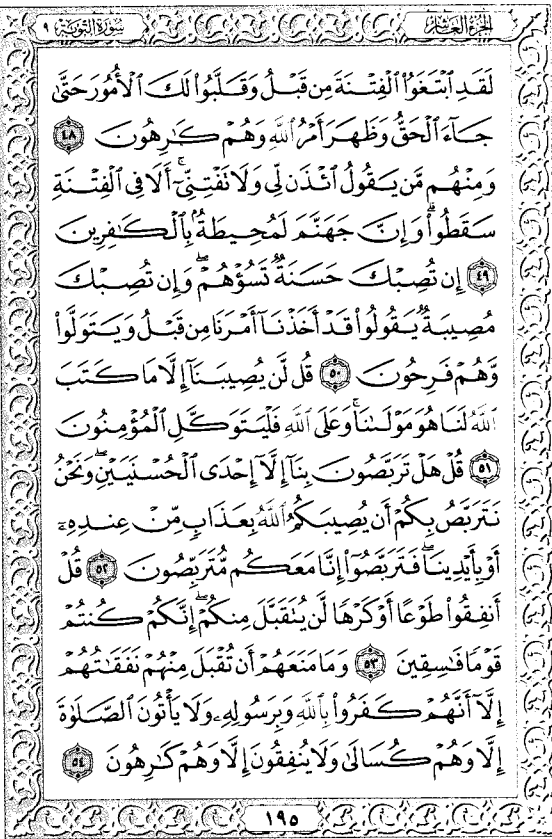 سورة التوبة ٩
الجزء العاشر
لَقَدِ ٱبْتَغَوُا۟ ٱلْفِتْنَةَ مِن قَبْلُ وَقَلَّبُوا۟ لَكَ ٱلْأُمُورَ حَتَّىٰ
جَآءَ ٱلْحَقُّ وَظَهَرَ أَمْرُ ٱللَّهِ وَهُمْ كَٰرِهُونَ ٤٨
وَمِنْهُم مَّن يَقُولُ ٱئْذَن لِّى وَلَا تَفْتِنِّىٓ ۚ أَلَا فِى ٱلْفِتْنَةِ
سَقَطُوا۟ ۗ وَإِنَّ جَهَنَّمَ لَمُحِيطَةٌۢ بِٱلْكَٰفِرِينَ
٤٩ إِن تُصِبْكَ حَسَنَةٌ تَسُؤْهُمْ ۖ وَإِن تُصِبْكَ
مُصِيبَةٌ يَقُولُوا۟ قَدْ أَخَذْنَآ أَمْرَنَا مِن قَبْلُ وَيَتَوَلَّوا۟
وَّهُمْ فَرِحُونَ ٥٠ قُل لَّن يُصِيبَنَآ إِلَّا مَا كَتَبَ
ٱللَّهُ لَنَا هُوَ مَوْلَىٰنَا ۚ وَعَلَى ٱللَّهِ فَلْيَتَوَكَّلِ ٱلْمُؤْمِنُونَ
٥١ قُلْ هَلْ تَرَبَّصُونَ بِنَآ إِلَّآ إِحْدَى ٱلْحُسْنَيَيْنِ ۖ وَنَحْنُ
نَتَرَبَّصُ بِكُمْ أَن يُصِيبَكُمُ ٱللَّهُ بِعَذَابٍ مِّنْ عِندِهِۦٓ
أَوْ بِأَيْدِينَا ۖ فَتَرَبَّصُوٓا۟ إِنَّا مَعَكُم مُّتَرَبِّصُونَ ٥٢ قُلْ
أَنفِقُوا۟ طَوْعًا أَوْ كَرْهًا لَّن يُتَقَبَّلَ مِنكُمْ ۖ إِنَّكُمْ كُنتُمْ
قَوْمًا فَٰسِقِينَ ٥٣ وَمَا مَنَعَهُمْ أَن تُقْبَلَ مِنْهُمْ نَفَقَٰتُهُمْ
إِلَّآ أَنَّهُمْ كَفَرُوا۟ بِٱللَّهِ وَبِرَسُولِهِۦ وَلَا يَأْتُونَ ٱلصَّلَوٰةَ
إِلَّا وَهُمْ كُسَالَىٰ وَلَا يُنفِقُونَ إِلَّا وَهُمْ كَٰرِهُونَ ٥٤
١٩٥